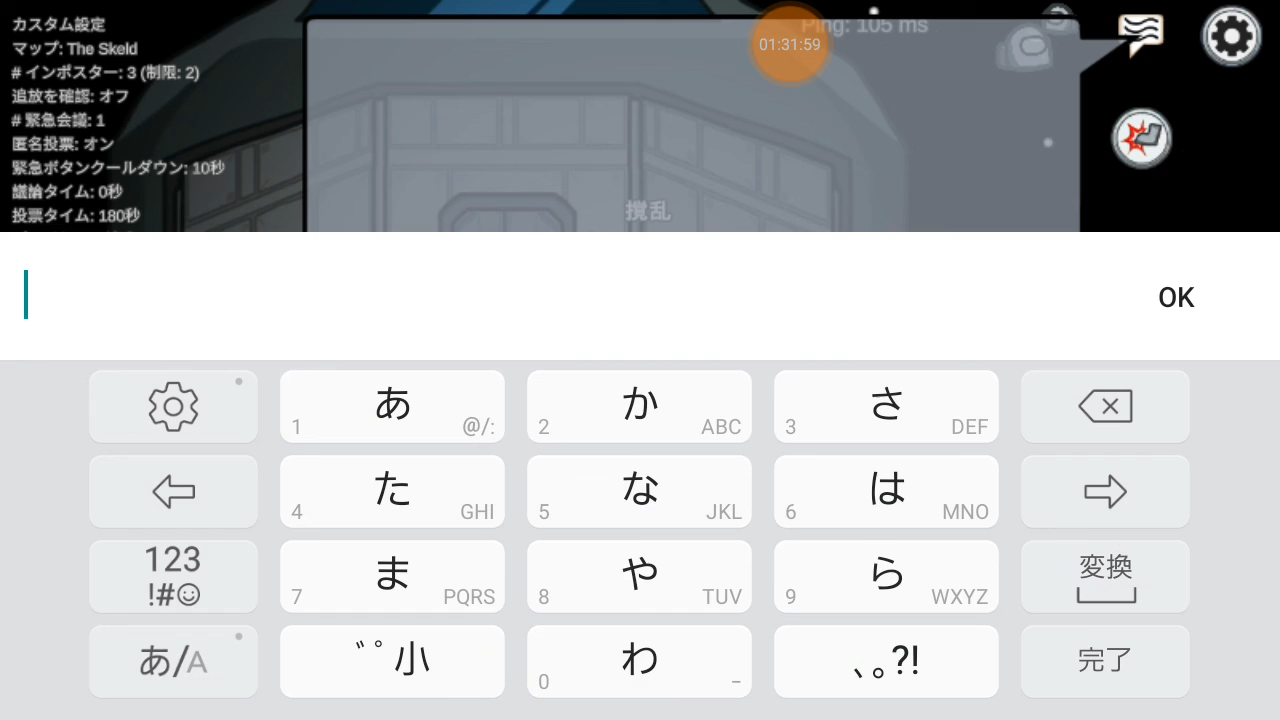 カスタム設定
マップ: The Skeld
# インポスター: 3 (制限: 2)
追放を確認: オフ
# 緊急会議: 1
匿名投票: オン
緊急ボタンクールダウン: 10秒
議論タイム: 0秒
投票タイム: 180秒
Ping: 105 ms
01:31:59
撹乱
OK
あ 1 @/:
か 2 ABC
さ 3 DEF
た 4 GHI
な 5 JKL
は 6 MNO
123
!#☺
ま 7 PQRS
や 8 TUV
ら 9 WXYZ
変換
あ/A
゛゜小
わ 0 −
、。?!
完了